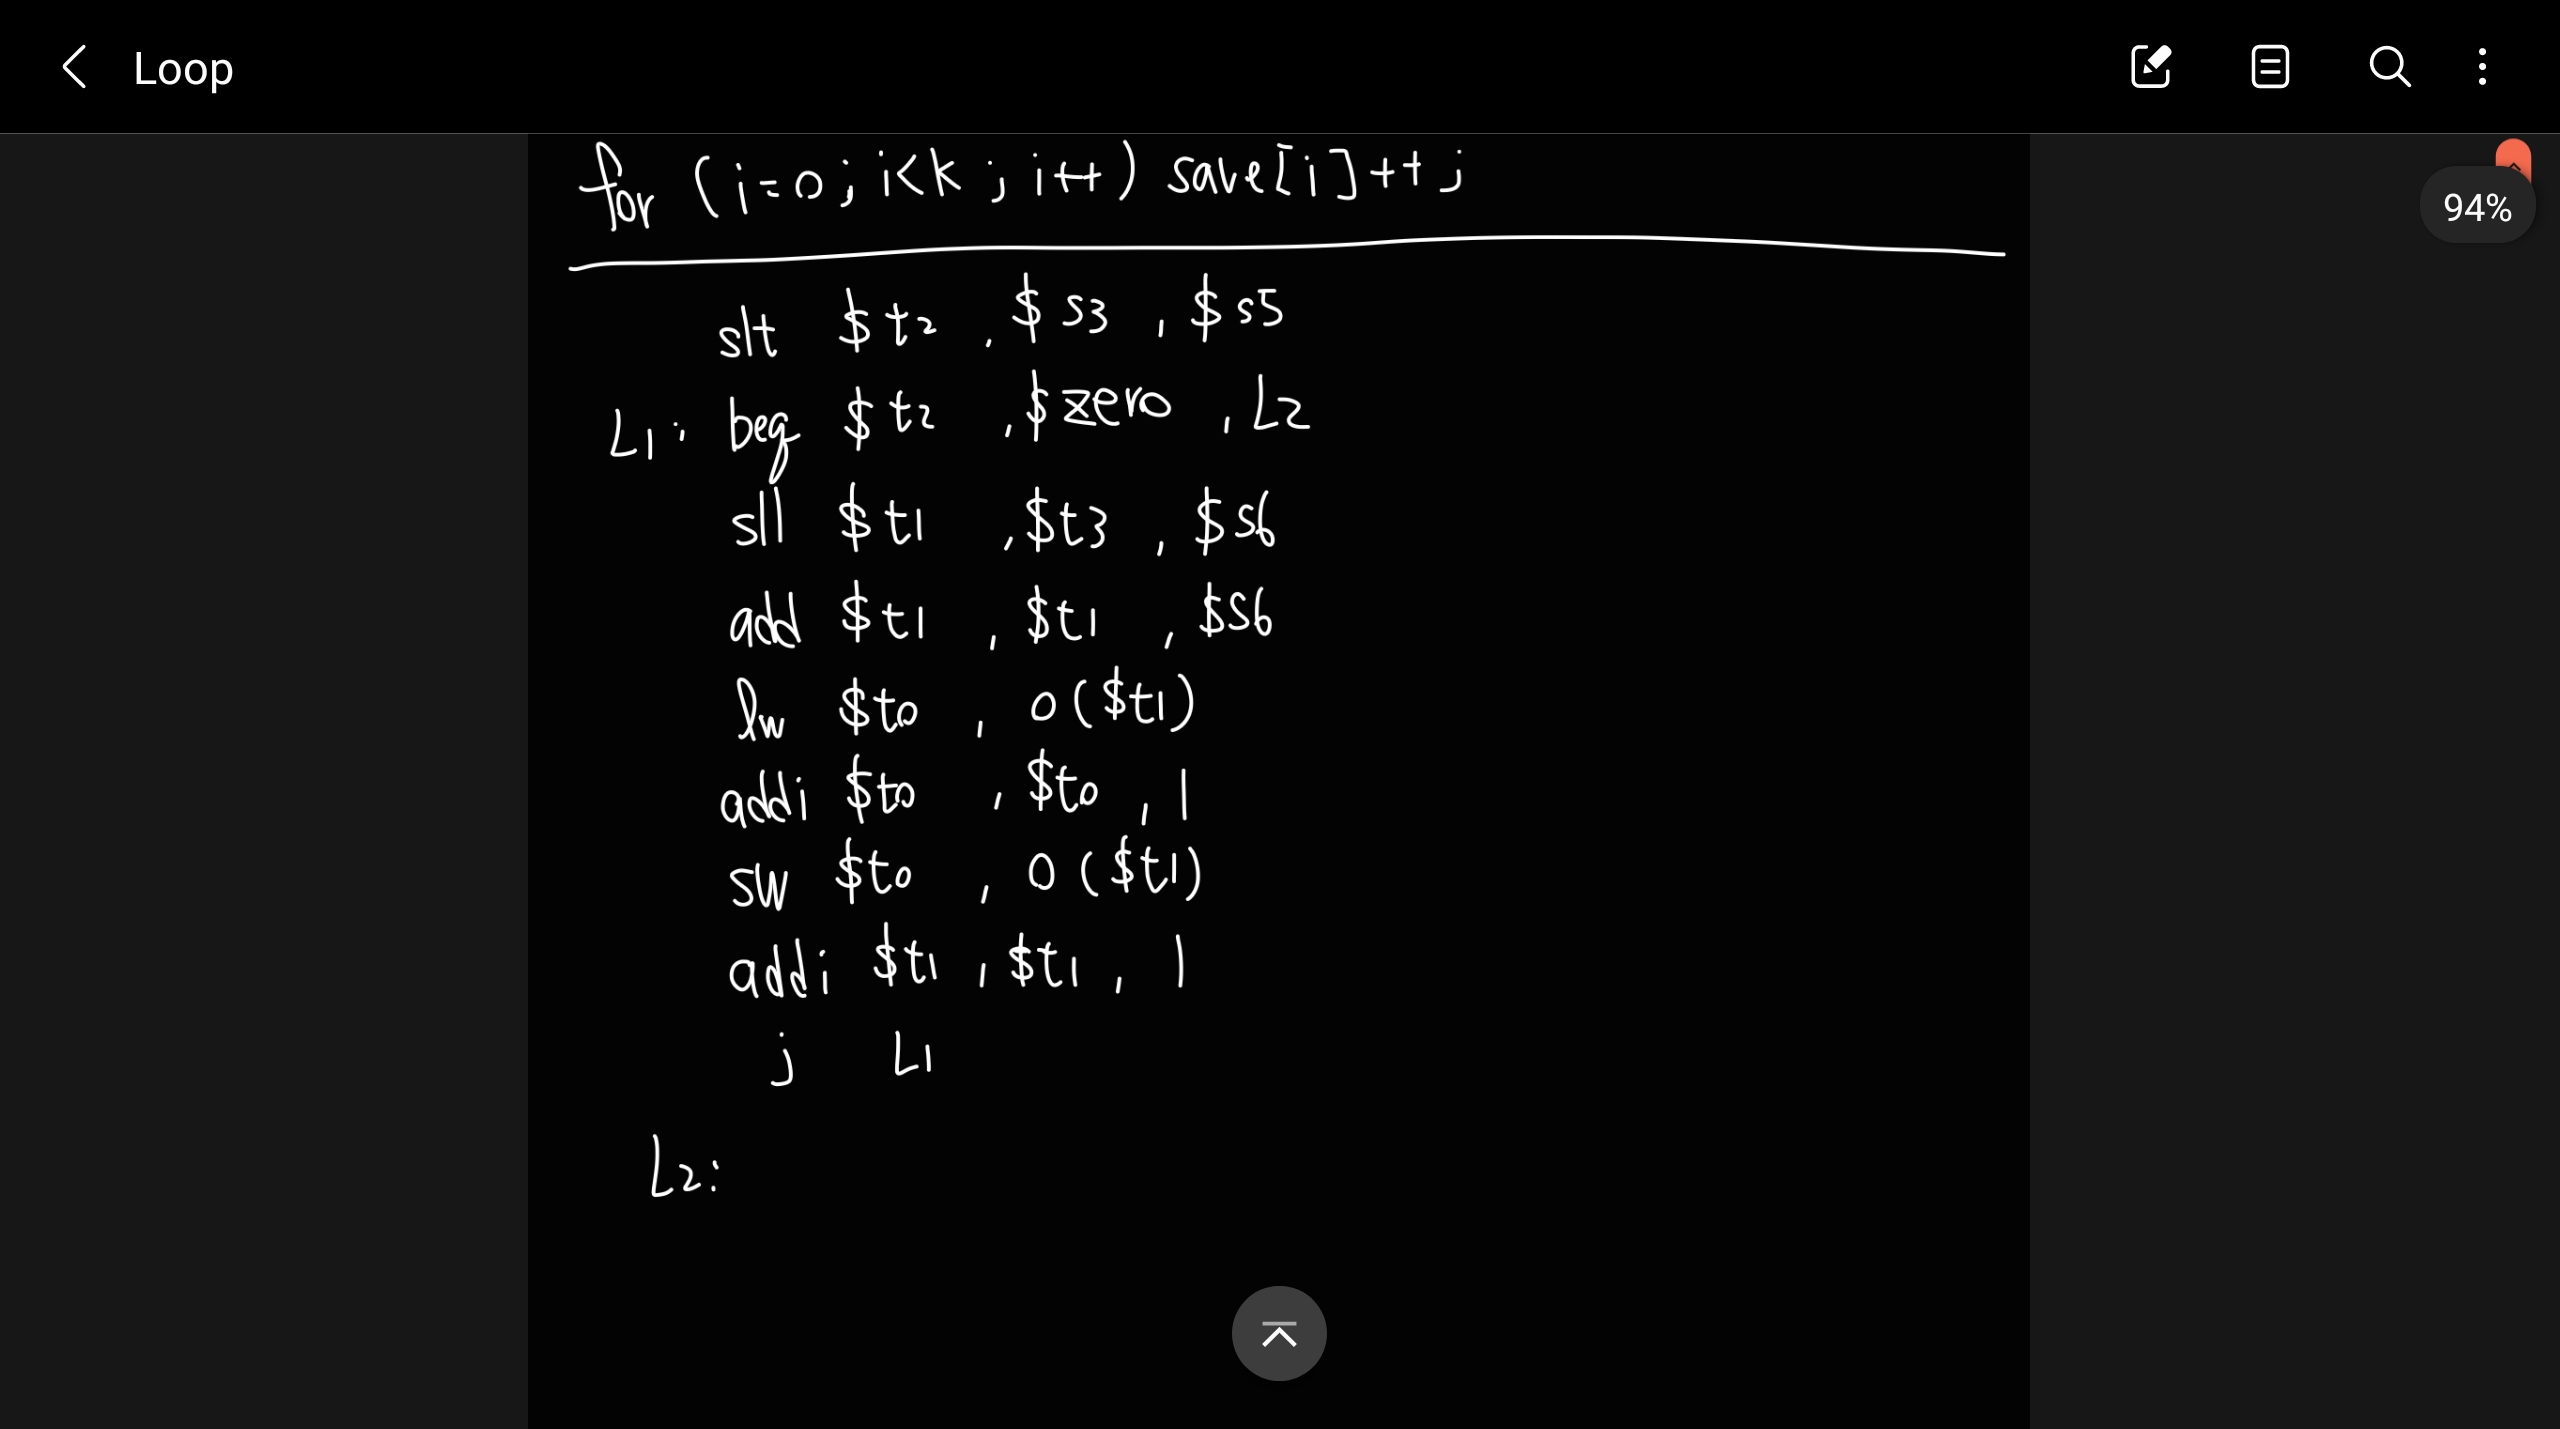 Loop
94%
for (i=0; i<k ; i++) save[i]++;
slt $t2, $s3, $s5
L1: beq $t2, $zero, L2
sll $t1, $t3, $s6
add $t1, $t1, $s6
lw $t0, 0($t1)
addi $t0, $t0, 1
sw $t0, 0($t1)
addi $t1, $t1, 1
j L1
L2: